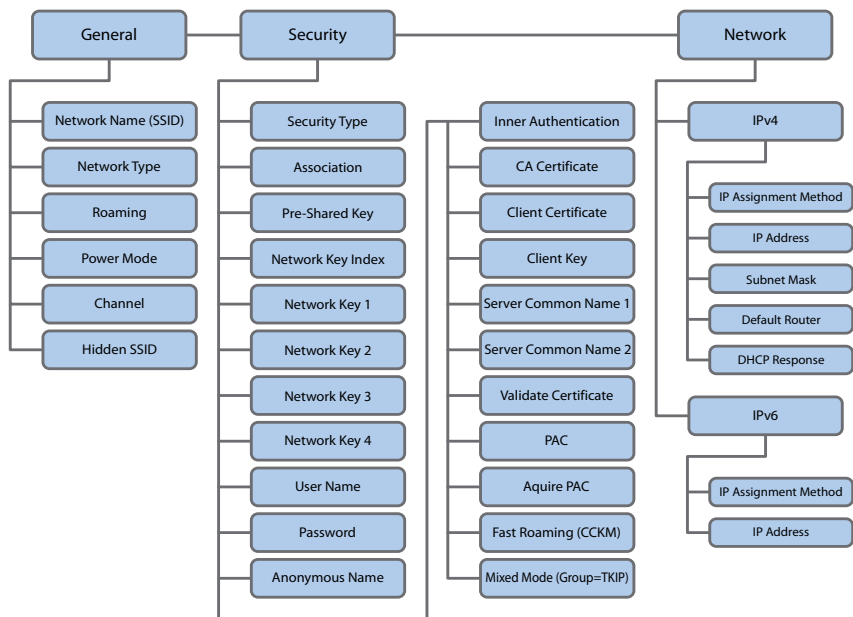 General
Security
Network
Network Name (SSID)
Network Type
Roaming
Power Mode
Channel
Hidden SSID
Security Type
Association
Pre-Shared Key
Network Key Index
Network Key 1
Network Key 2
Network Key 3
Network Key 4
User Name
Password
Anonymous Name
Inner Authentication
CA Certificate
Client Certificate
Client Key
Server Common Name 1
Server Common Name 2
Validate Certificate
PAC
Aquire PAC
Fast Roaming (CCKM)
Mixed Mode (Group=TKIP)
IPv4
IP Assignment Method
IP Address
Subnet Mask
Default Router
DHCP Response
IPv6
IP Assignment Method
IP Address